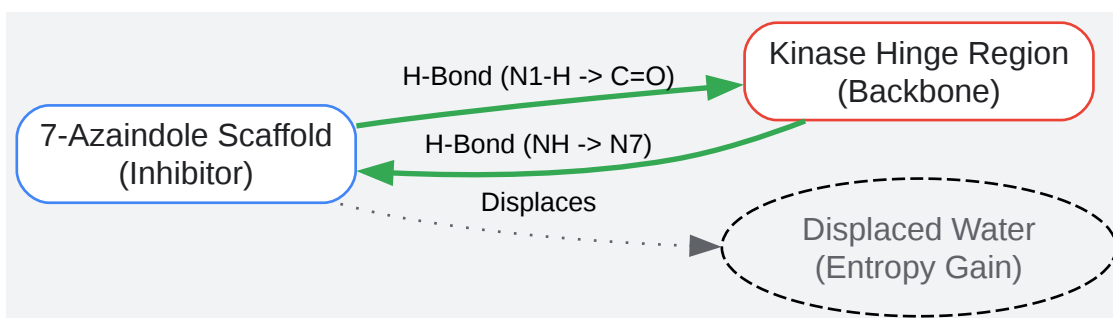 7-Azaindole Scaffold
(Inhibitor)
H-Bond (N1-H -> C=O)
Kinase Hinge Region
(Backbone)
H-Bond (NH -> N7)
Displaces
Displaced Water
(Entropy Gain)